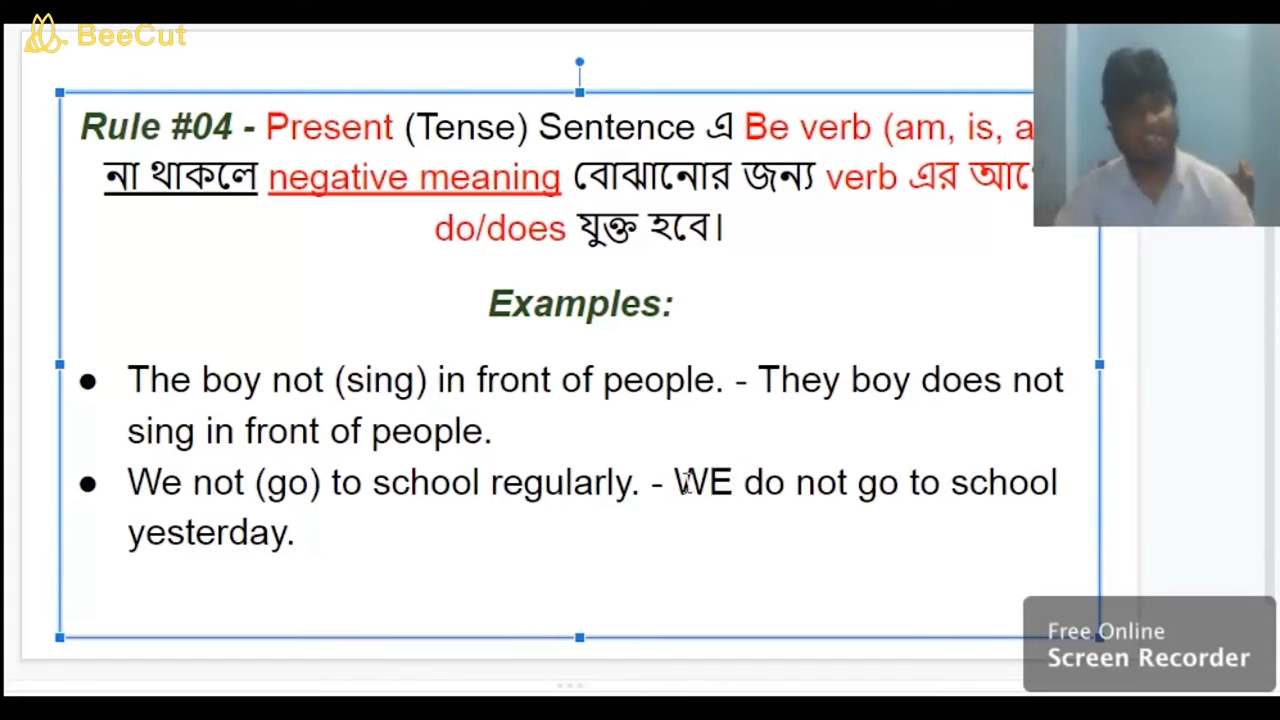 BeeCut
Rule #04 - Present (Tense) Sentence এ Be verb (am, is, a
না থাকলে negative meaning বোঝানোর জন্য verb এর আগে
do/does যুক্ত হবে।
Examples:
● The boy not (sing) in front of people. - They boy does not
sing in front of people.
● We not (go) to school regularly. - WE do not go to school
yesterday.
Free Online
Screen Recorder